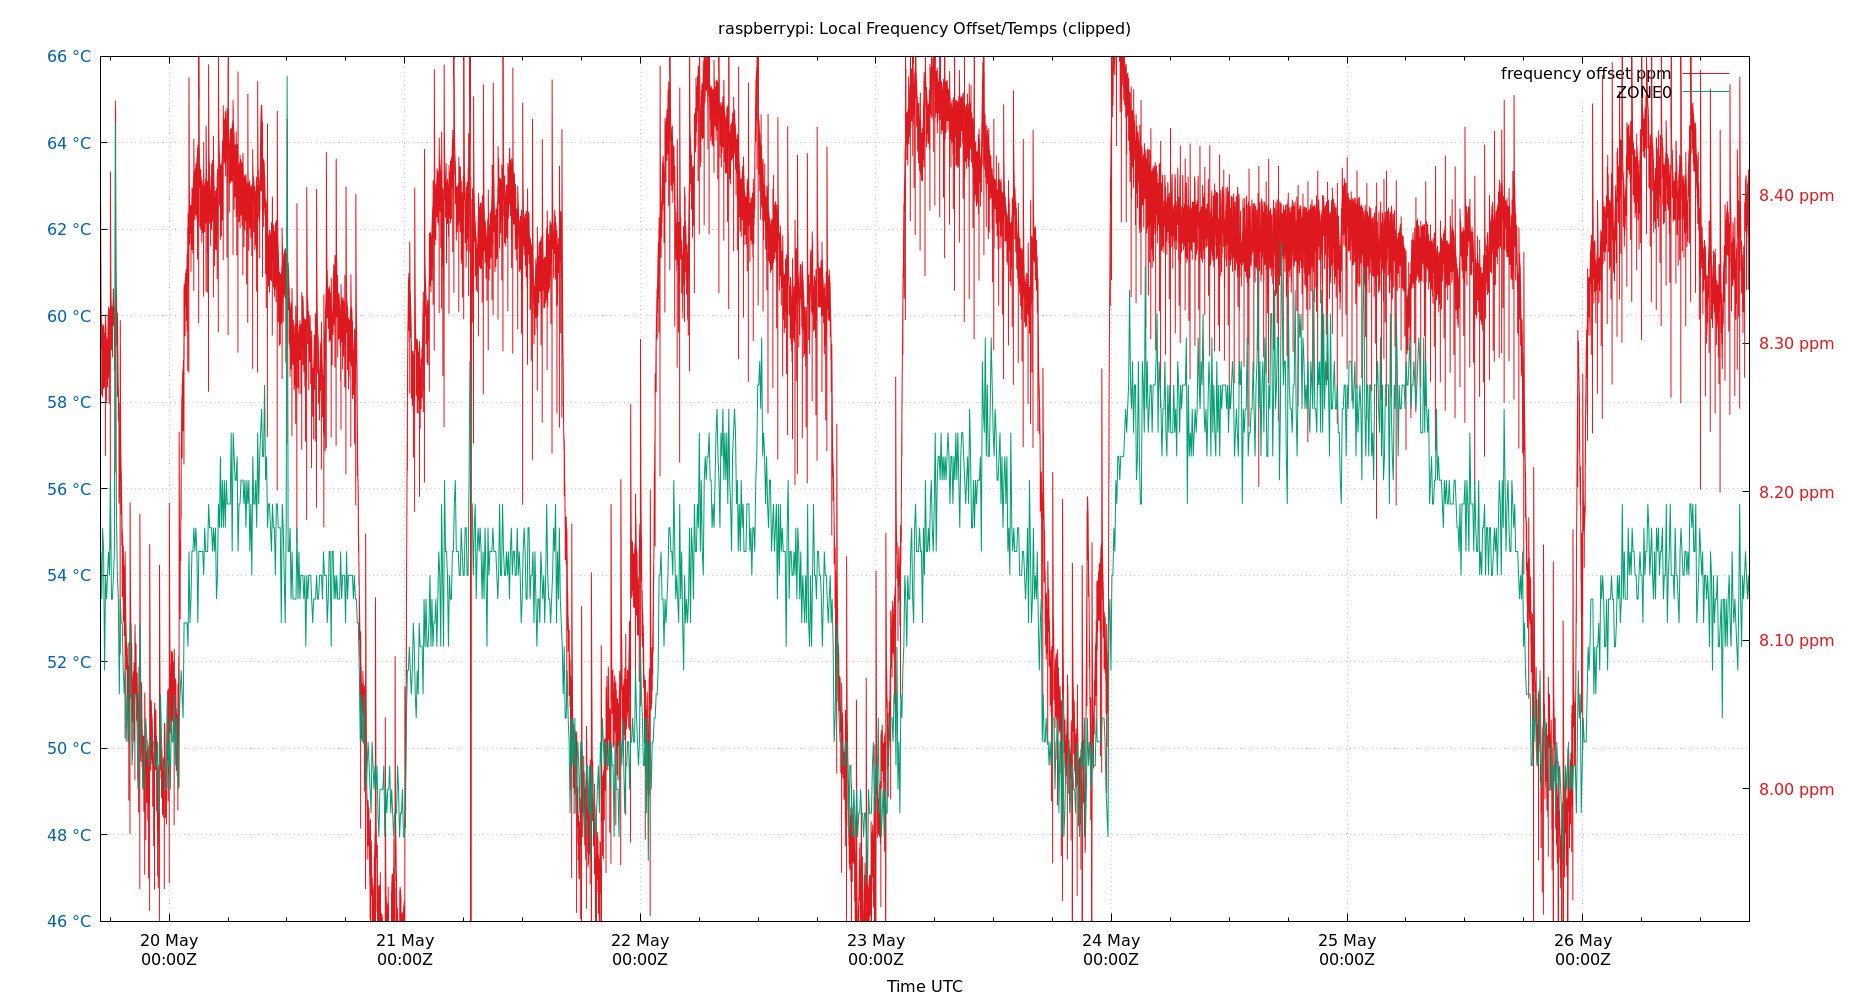 raspberrypi: Local Frequency Offset/Temps (clipped)
frequency offset ppm
ZONE0
66 °C
64 °C
62 °C
60 °C
58 °C
56 °C
54 °C
52 °C
50 °C
48 °C
46 °C
8.40 ppm
8.30 ppm
8.20 ppm
8.10 ppm
8.00 ppm
20 May
00:00Z
21 May
00:00Z
22 May
00:00Z
23 May
00:00Z
24 May
00:00Z
25 May
00:00Z
26 May
00:00Z
Time UTC